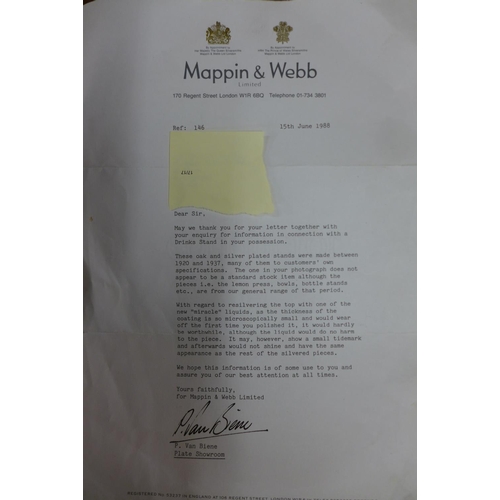 Mappin & Webb
Limited
170 Regent Street London W1R 6BQ Telephone 01-734 3801
Ref: 146
15th June 1988
Dear Sir,
May we thank you for your letter together with
your enquiry for information in connection with a
Drinks Stand in your possession.
These oak and silver plated stands were made between
1920 and 1937, many of them to customers' own
specifications. The one in your photograph does not
appear to be a standard stock item although the
pieces i.e. the lemon press, bowls, bottle stands
etc., are from our general range of that period.
With regard to resilvering the top with one of the
new "miracle" liquids, as the thickness of the
coating is so microscopically small and would wear
off the first time you polished it, it would hardly
be worthwhile, although the liquid would do no harm
to the piece. It may, however, show a small tidemark
and afterwards would not shine and have the same
appearance as the rest of the silvered pieces.
We hope this information is of some use to you and
assure you of our best attention at all times.
Yours faithfully,
for Mappin & Webb Limited
P. Van Biene
P. Van Biene
Plate Showroom